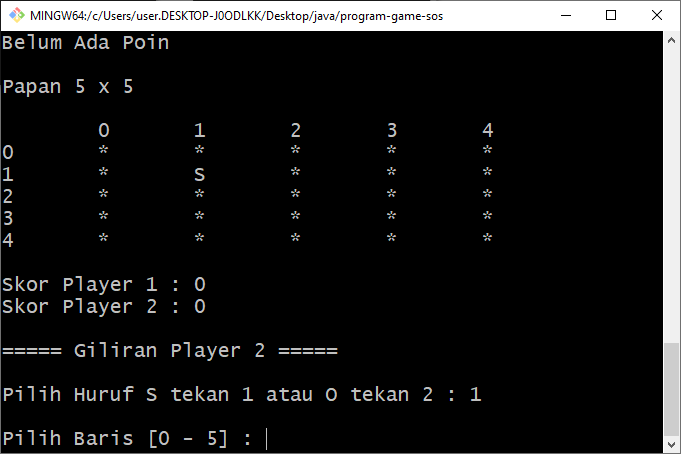 MINGW64:/c/Users/user.DESKTOP-J0ODLKK/Desktop/java/program-game-sos
Belum Ada Poin
Papan 5 x 5
0 1 2 3 4
0 * * * * *
1 * S * * *
2 * * * * *
3 * * * * *
4 * * * * *
Skor Player 1 : 0
Skor Player 2 : 0
===== Giliran Player 2 =====
Pilih Huruf S tekan 1 atau O tekan 2 : 1
Pilih Baris [0 - 5] :